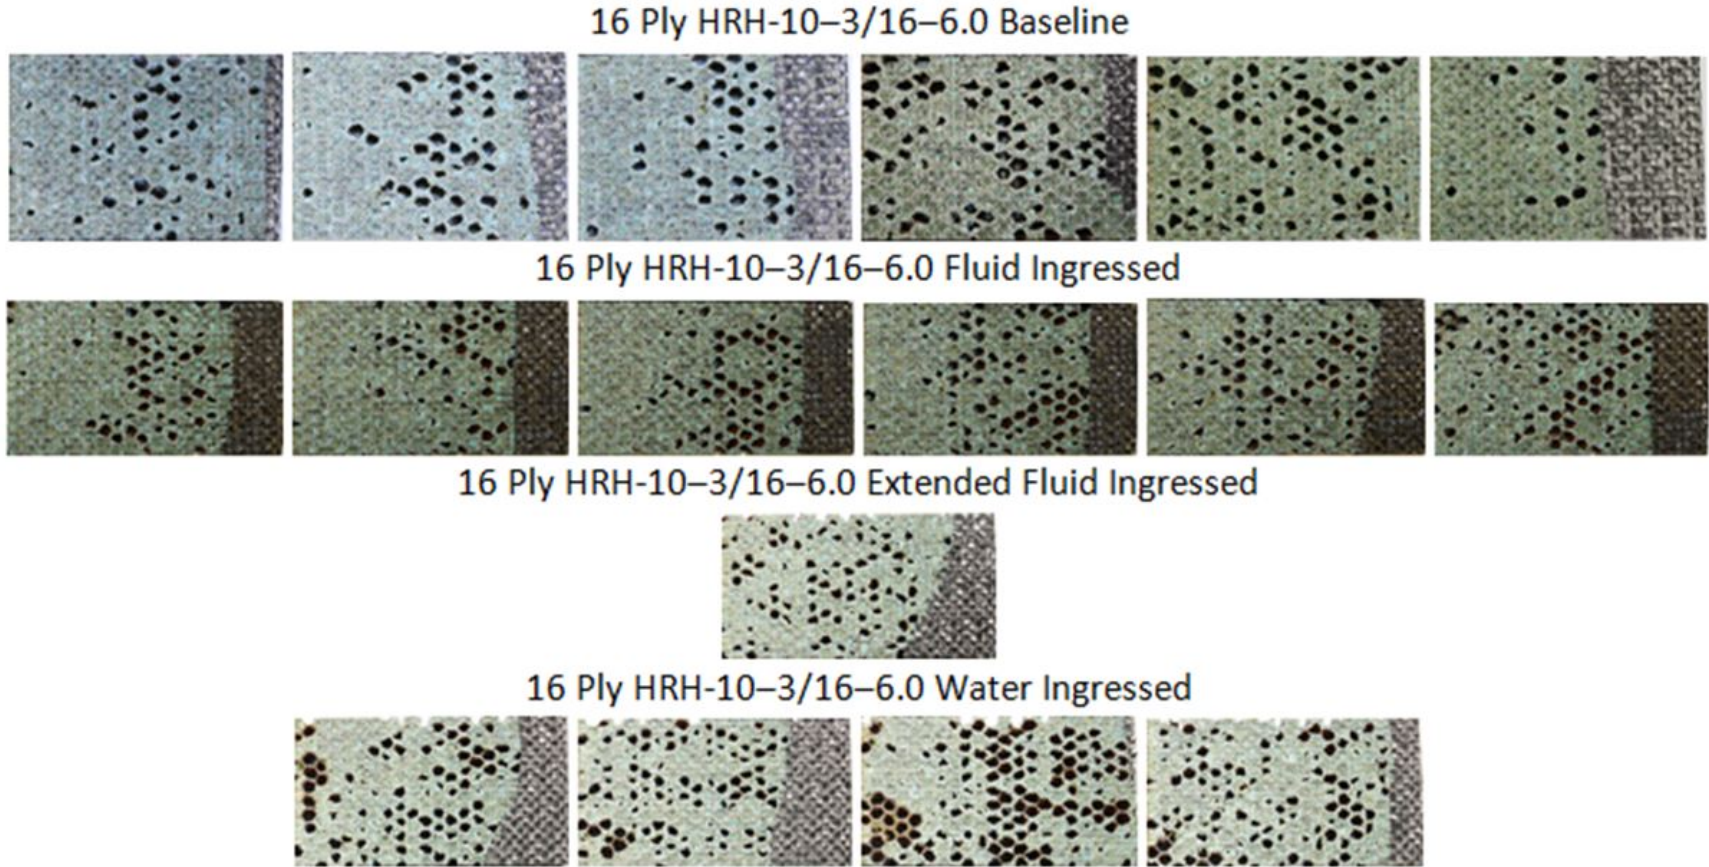 16 Ply HRH-10–3/16–6.0 Baseline
16 Ply HRH-10–3/16–6.0 Fluid Ingressed
16 Ply HRH-10–3/16–6.0 Extended Fluid Ingressed
16 Ply HRH-10–3/16–6.0 Water Ingressed